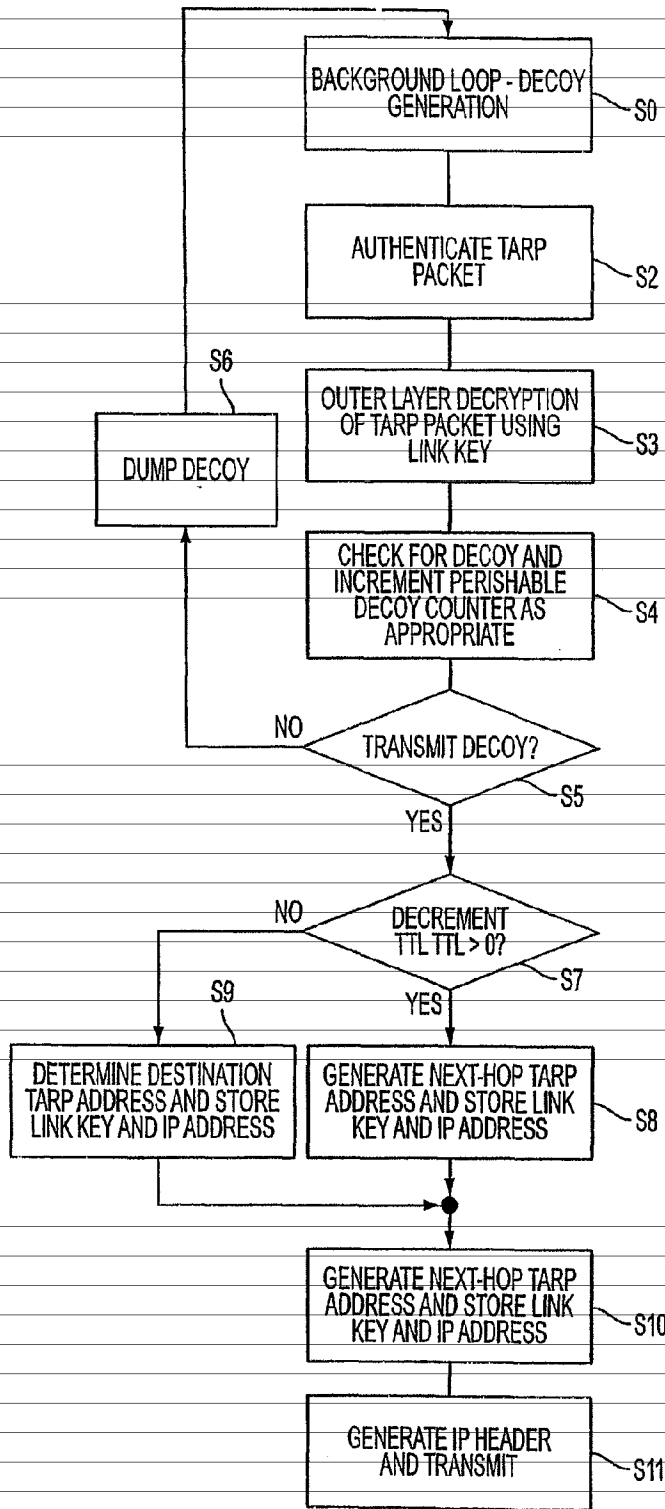 BACKGROUND LOOP - DECOY
GENERATION
S0
AUTHENTICATE TARP
PACKET
S2
S6
DUMP DECOY
OUTER LAYER DECRYPTION
OF TARP PACKET USING
LINK KEY
S3
CHECK FOR DECOY AND
INCREMENT PERISHABLE
DECOY COUNTER AS
APPROPRIATE
S4
NO
TRANSMIT DECOY?
S5
YES
NO
DECREMENT
TTL TTL > 0?
S7
YES
S9
DETERMINE DESTINATION
TARP ADDRESS AND STORE
LINK KEY AND IP ADDRESS
GENERATE NEXT-HOP TARP
ADDRESS AND STORE LINK
KEY AND IP ADDRESS
S8
GENERATE NEXT-HOP TARP
ADDRESS AND STORE LINK
KEY AND IP ADDRESS
S10
GENERATE IP HEADER
AND TRANSMIT
S11